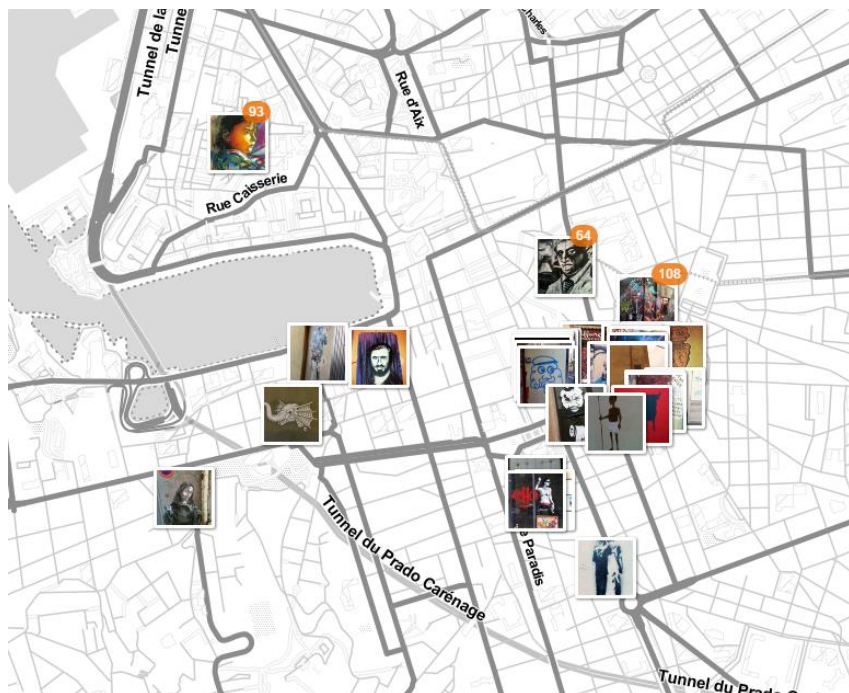 Tunnel de la
Tunne
harles
Rue d'Aix
93
Rue Caisserie
64
108
Tunnel du Prado Carénage
e Paradis
Tunnel du Prado C